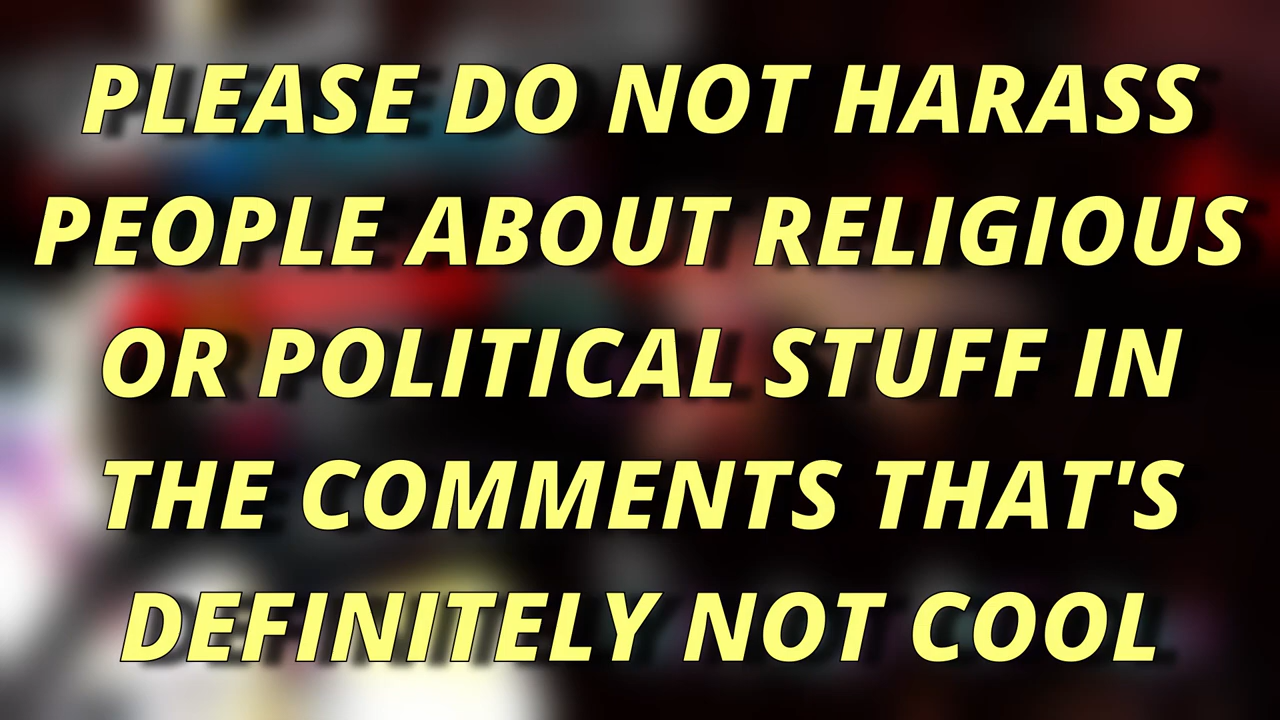 PLEASE DO NOT HARASS
PEOPLE ABOUT RELIGIOUS
OR POLITICAL STUFF IN
THE COMMENTS THAT'S
DEFINITELY NOT COOL